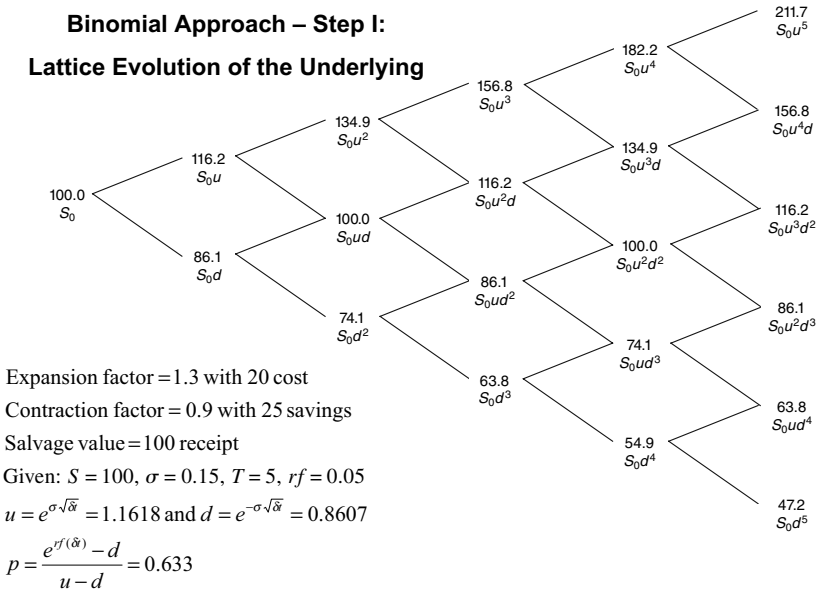 Binomial Approach – Step I:
Lattice Evolution of the Underlying
100.0
S₀
116.2
S₀u
86.1
S₀d
134.9
S₀u²
100.0
S₀ud
74.1
S₀d²
156.8
S₀u³
116.2
S₀u²d
86.1
S₀ud²
63.8
S₀d³
182.2
S₀u⁴
134.9
S₀u³d
100.0
S₀u²d²
74.1
S₀ud³
54.9
S₀d⁴
211.7
S₀u⁵
156.8
S₀u⁴d
116.2
S₀u³d²
86.1
S₀u²d³
63.8
S₀ud⁴
47.2
S₀d⁵
Expansion factor = 1.3 with 20 cost
Contraction factor = 0.9 with 25 savings
Salvage value = 100 receipt
Given: S = 100, σ = 0.15, T = 5, rf = 0.05
u = e^{σ√δt} = 1.1618 and d = e^{−σ√δt} = 0.8607
p = (e^{rf(δt)} − d) / (u − d) = 0.633